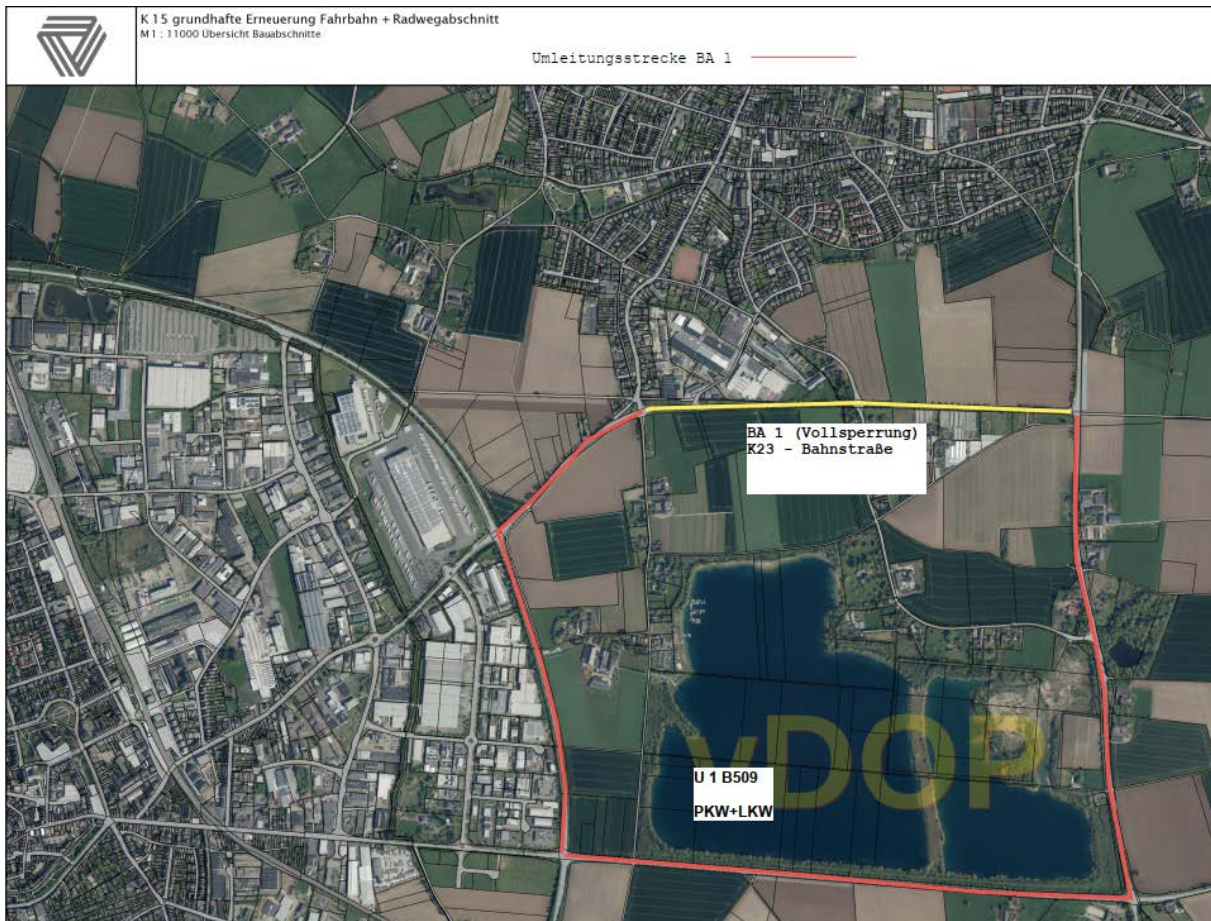 K 15 grundhafte Erneuerung Fahrbahn + Radwegabschnitt
M 1 : 11000 Übersicht Bauabschnitte
Umleitungsstrecke BA 1
BA 1 (Vollsperrung)
K23 - Bahnstraße
U 1 B509
PKW+LKW
vDOP